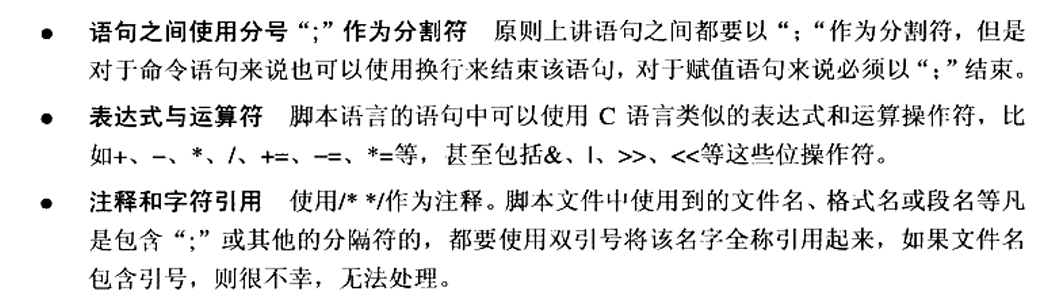 ● 语句之间使用分号“;”作为分割符 原则上讲语句之间都要以“;“作为分割符，但是
对于命令语句来说也可以使用换行来结束该语句，对于赋值语句来说必须以“;”结束。
● 表达式与运算符 脚本语言的语句中可以使用 C 语言类似的表达式和运算操作符，比
如+、-、*、/、+=、-=、*=等，甚至包括&、|、>>、<<等这些位操作符。
● 注释和字符引用 使用/* */作为注释。脚本文件中使用到的文件名、格式名或段名等凡
是包含“;”或其他的分隔符的，都要使用双引号将该名字全称引用起来，如果文件名
包含引号，则很不幸，无法处理。